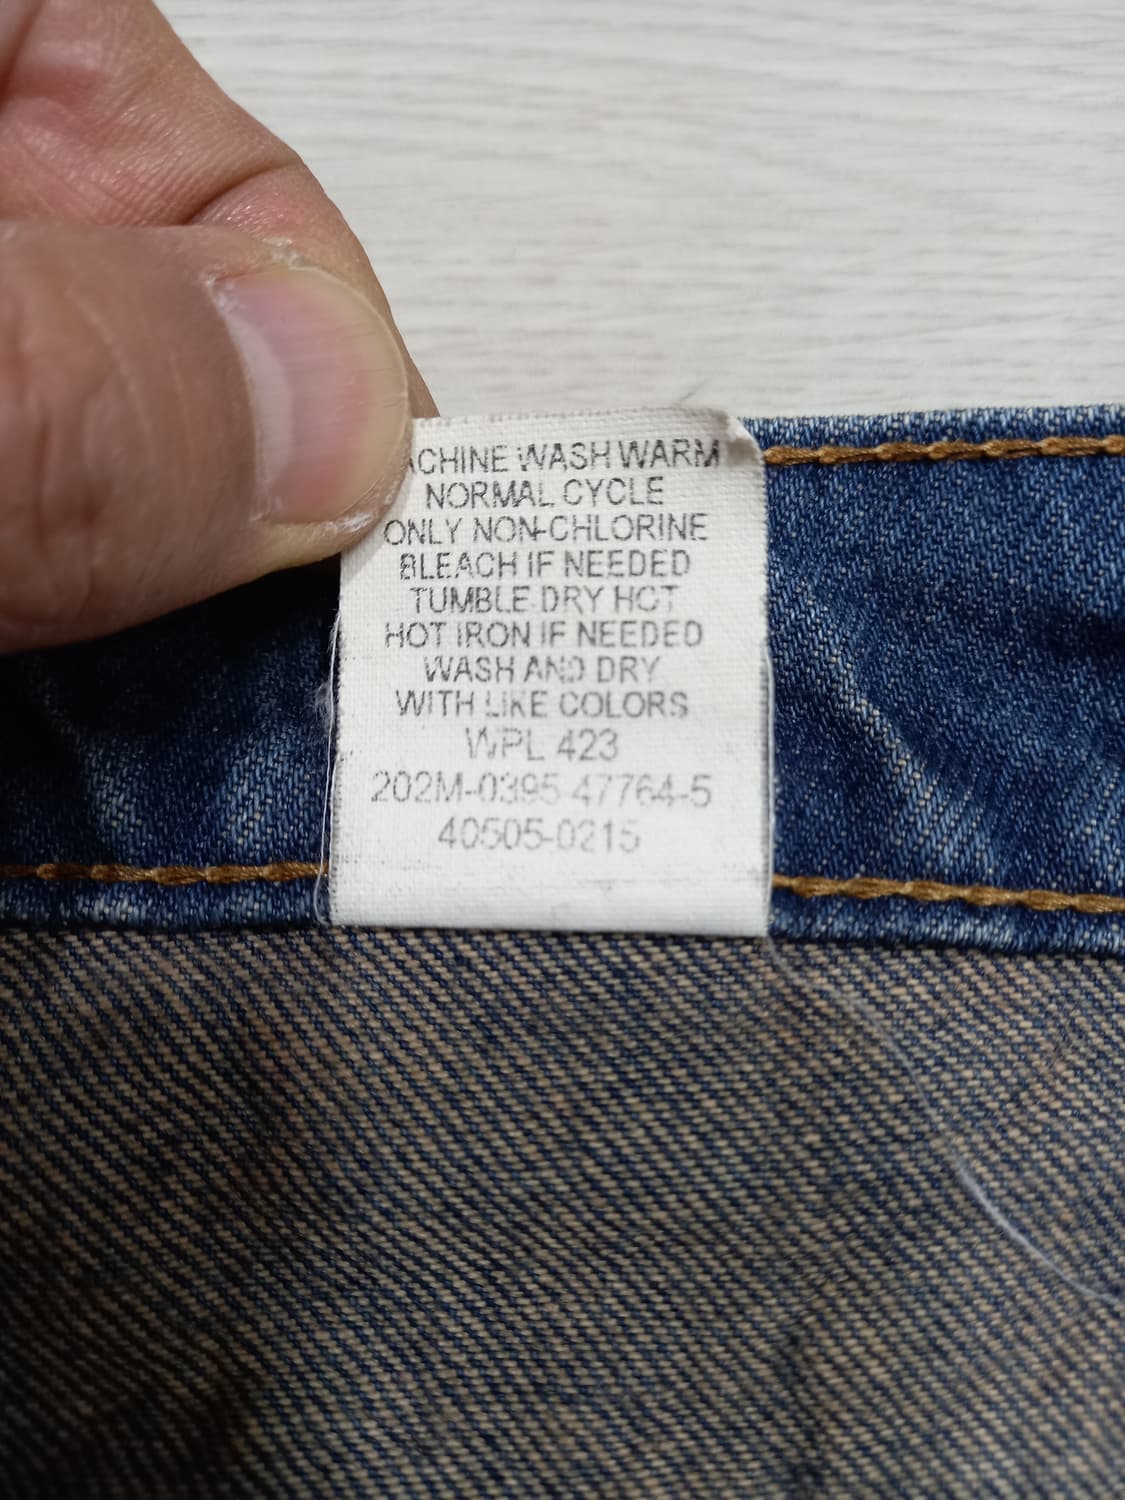 ACHINE WASH WARM
NORMAL CYCLE
ONLY NON-CHLORINE
BLEACH IF NEEDED
TUMBLE DRY HOT
HOT IRON IF NEEDED
WASH AND DRY
WITH LIKE COLORS
WPL 423
202M-0395 47764-5
40505-0215